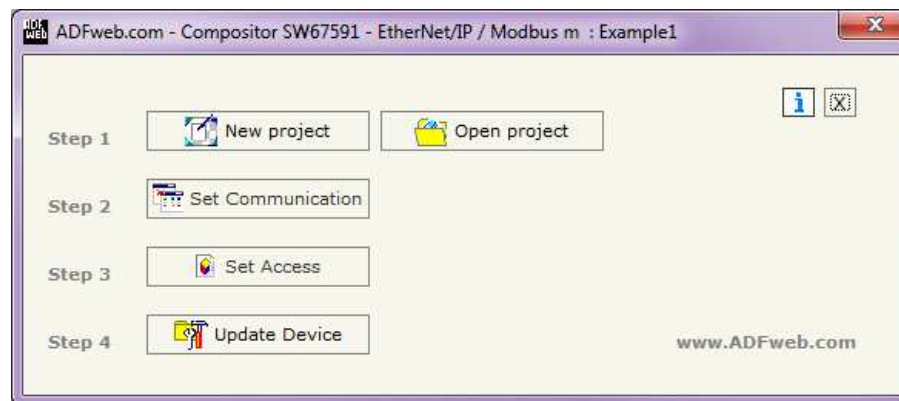 ADFweb.com - Compositor SW67591 - EtherNet/IP / Modbus m : Example1
Step 1 New project Open project
Step 2 Set Communication
Step 3 Set Access
Step 4 Update Device
www.ADFweb.com